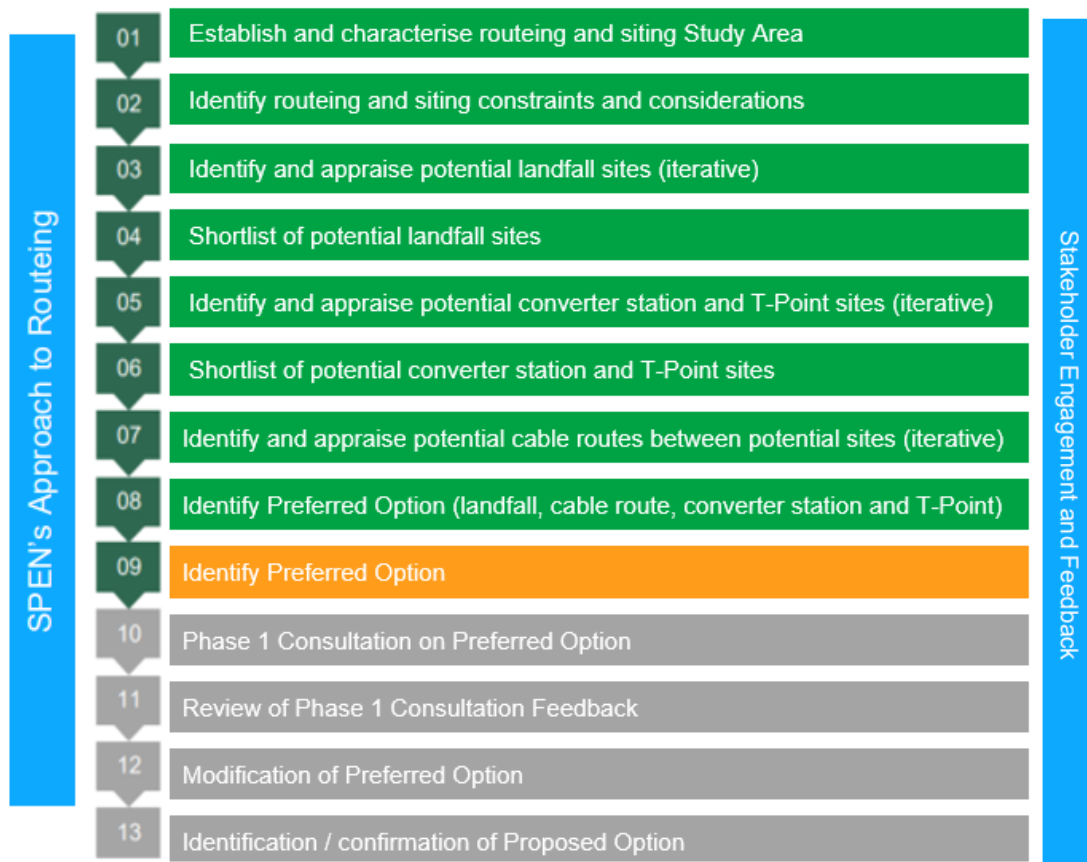 SPEN's Approach to Routeing
01 Establish and characterise routeing and siting Study Area
02 Identify routeing and siting constraints and considerations
03 Identify and appraise potential landfall sites (iterative)
04 Shortlist of potential landfall sites
05 Identify and appraise potential converter station and T-Point sites (iterative)
06 Shortlist of potential converter station and T-Point sites
07 Identify and appraise potential cable routes between potential sites (iterative)
08 Identify Preferred Option (landfall, cable route, converter station and T-Point)
09 Identify Preferred Option
10 Phase 1 Consultation on Preferred Option
11 Review of Phase 1 Consultation Feedback
12 Modification of Preferred Option
13 Identification / confirmation of Proposed Option
Stakeholder Engagement and Feedback